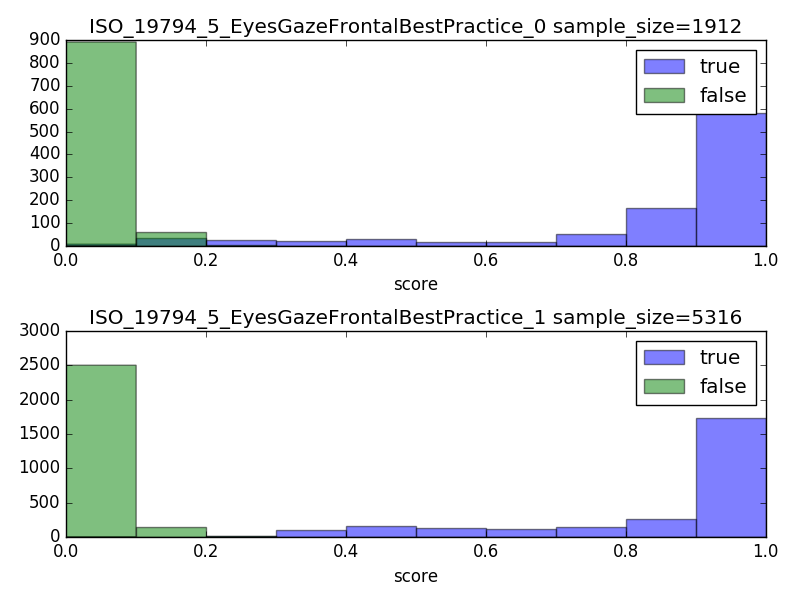 ISO_19794_5_EyesGazeFrontalBestPractice_0 sample_size=1912
900
800
700
600
500
400
300
200
100
0
true
false
0.0 0.2 0.4 0.6 0.8 1.0
score
ISO_19794_5_EyesGazeFrontalBestPractice_1 sample_size=5316
3000
2500
2000
1500
1000
500
0
true
false
0.0 0.2 0.4 0.6 0.8 1.0
score